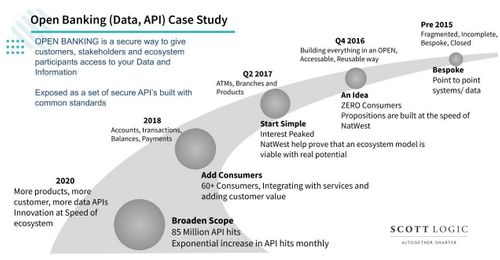 Open Banking (Data, API) Case Study
OPEN BANKING is a secure way to give
customers, stakeholders and ecosystem
participants access to your Data and
Information
Exposed as a set of secure API's built with
common standards
Pre 2015
Fragmented, Incomplete,
Bespoke, Closed
Bespoke
Point to point
systems/ data
Q4 2016
Building everything in an OPEN,
Accessable, Reusable way
An Idea
ZERO Consumers
Propositions are built at the speed of
NatWest
Q2 2017
ATMs, Branches and
Products
Start Simple
Interest Peaked
NatWest help prove that an ecosystem model is
viable with real potential
2018
Accounts, transactions,
Balances, Payments
Add Consumers
60+ Consumers, Integrating with services and
adding customer value
2020
More products, more
customer, more data APIs
Innovation at Speed of
ecosystem
Broaden Scope
85 Million API hits
Exponential increase in API hits monthly
SCOTT LOGIC
ALTOGETHER SMARTER